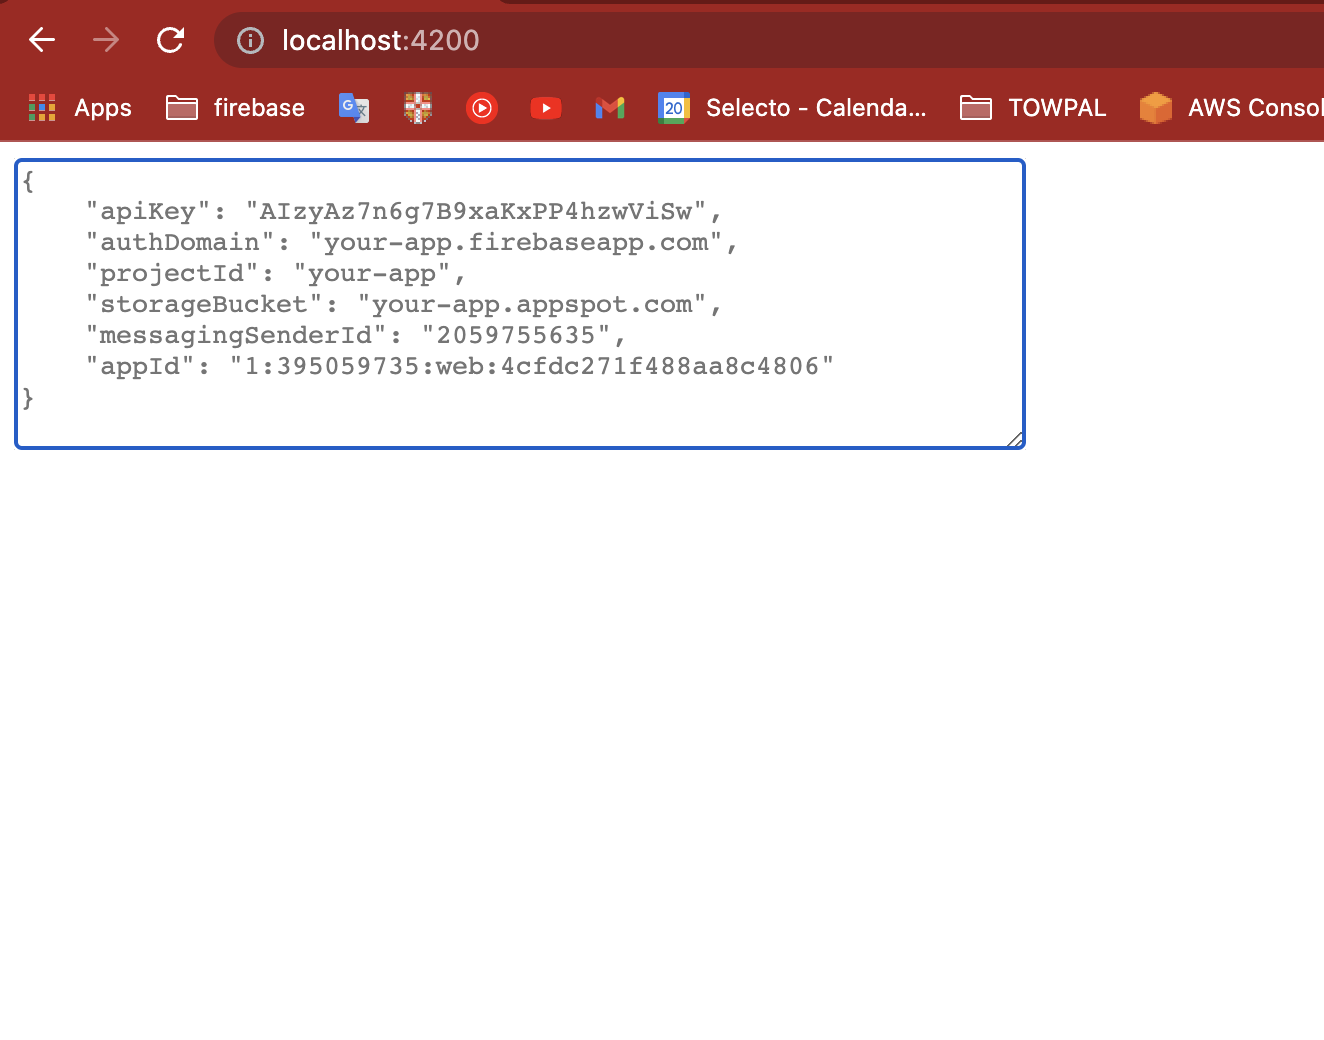 localhost:4200
Apps firebase Selecto - Calenda... TOWPAL AWS Consol
{
    "apiKey": "AIzyAz7n6g7B9xaKxPP4hzwViSw",
    "authDomain": "your-app.firebaseapp.com",
    "projectId": "your-app",
    "storageBucket": "your-app.appspot.com",
    "messagingSenderId": "2059755635",
    "appId": "1:395059735:web:4cfdc271f488aa8c4806"
}